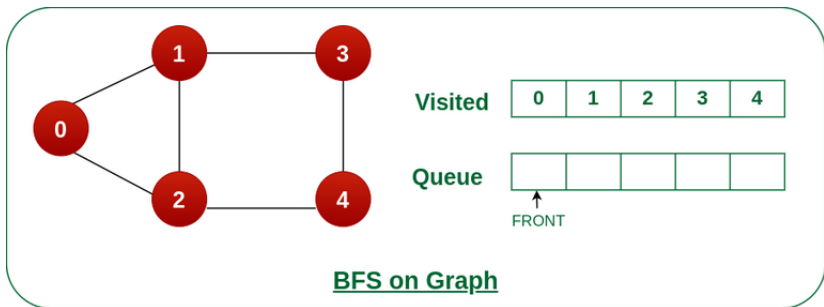 1
3
0
2
4
Visited
0 1 2 3 4
Queue
FRONT
BFS on Graph